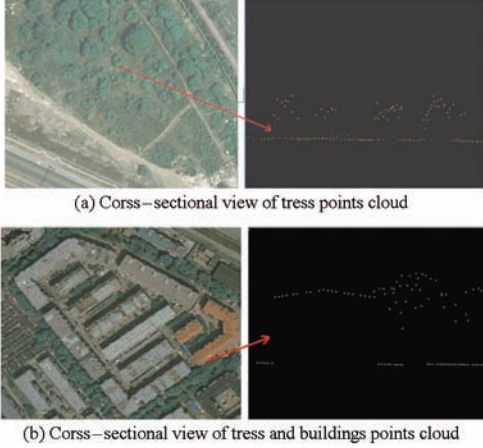 (a) Corss-sectional view of tress points cloud
(b) Corss-sectional view of tress and buildings points cloud